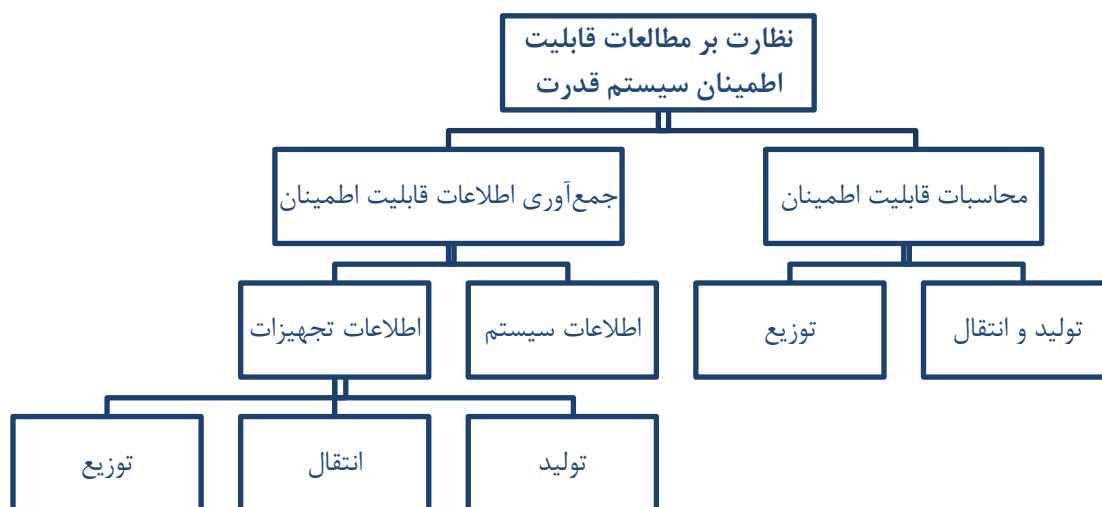 نظارت بر مطالعات قابلیت
اطمینان سیستم قدرت
محاسبات قابلیت اطمینان
جمع‌آوری اطلاعات قابلیت اطمینان
تولید و انتقال
توزیع
اطلاعات سیستم
اطلاعات تجهیزات
تولید
انتقال
توزیع